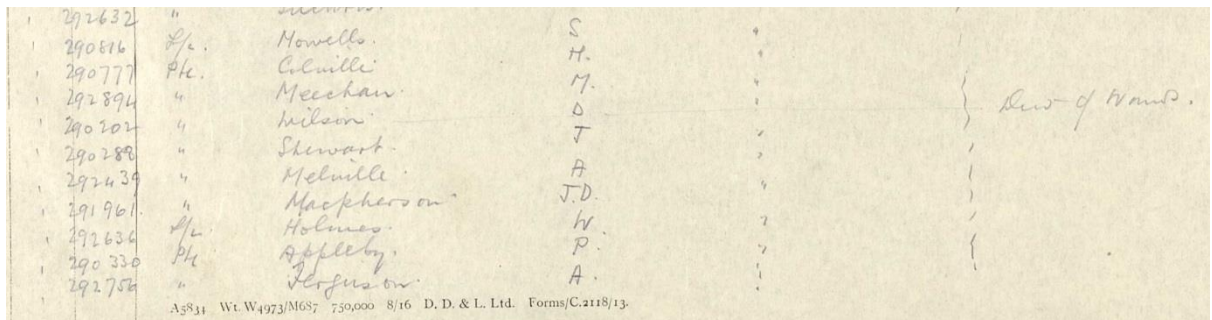 292632 "
290816 L/c. Howells. S "
290777 Pte. Colville H. "
292894 " Meechan. M. "
290202 " Wilson D " Died of Wounds.
290288 " Stewart. J "
292439 " Melville. A "
291961. " Macpherson J.D. "
292636 L/c. Holmes. W. "
290330 Pte Appleby. P. "
292756 " Ferguson. A. "
A5834 Wt. W4973/M687 750,000 8/16 D. D. & L. Ltd. Forms/C.2118/13.